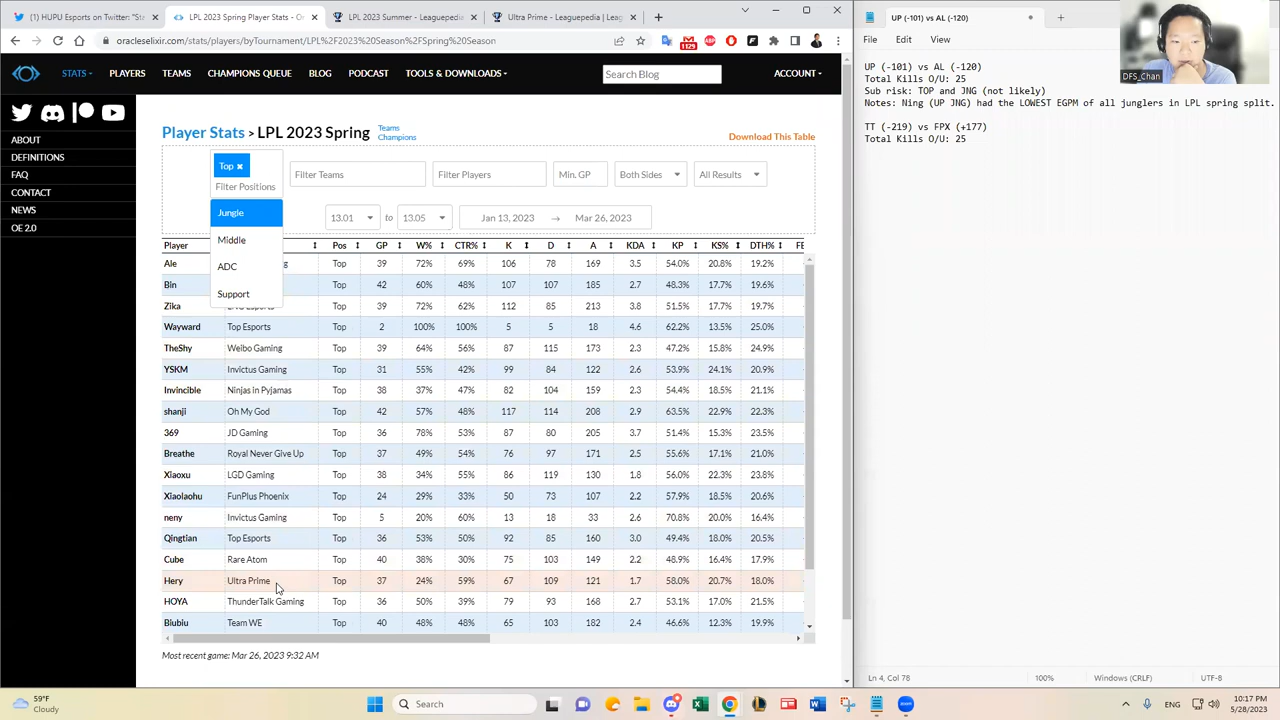 (1) HUPU Esports on Twitter: "Sta
LPL 2023 Spring Player Stats - Or
LPL 2023 Summer - Leaguepedia
Ultra Prime - Leaguepedia | Leag
oracleselixir.com/stats/players/byTournament/LPL%2F2023%20Season%2FSpring%20Season
STATS PLAYERS TEAMS CHAMPIONS QUEUE BLOG PODCAST TOOLS & DOWNLOADS Search Blog ACCOUNT
ABOUT
DEFINITIONS
FAQ
CONTACT
NEWS
OE 2.0
Player Stats > LPL 2023 Spring
Teams
Champions
Download This Table
Top × Filter Teams Filter Players Min. GP Both Sides All Results
Filter Positions
Jungle
Middle
ADC
Support
13.01 to 13.05 Jan 13, 2023 → Mar 26, 2023
Player Pos GP W% CTR% K D A KDA KP KS% DTH% FE
Ale g Top 39 72% 69% 106 78 169 3.5 54.0% 20.8% 19.2%
Bin Top 42 60% 48% 107 107 185 2.7 48.3% 17.7% 19.6%
Zika Top 39 72% 62% 112 85 213 3.8 51.5% 17.7% 19.7%
Wayward Top Esports Top 2 100% 100% 5 5 18 4.6 62.2% 13.5% 25.0%
TheShy Weibo Gaming Top 39 64% 56% 87 115 173 2.3 47.2% 15.8% 24.9%
YSKM Invictus Gaming Top 31 55% 42% 99 84 122 2.6 53.9% 24.1% 20.9%
Invincible Ninjas in Pyjamas Top 38 37% 47% 82 104 159 2.3 54.4% 18.5% 21.1%
shanji Oh My God Top 42 57% 48% 117 114 208 2.9 63.5% 22.9% 22.3%
369 JD Gaming Top 36 78% 53% 87 80 205 3.7 51.4% 15.3% 23.5%
Breathe Royal Never Give Up Top 37 49% 54% 76 97 171 2.5 55.6% 17.1% 21.0%
Xiaoxu LGD Gaming Top 38 34% 55% 86 119 130 1.8 56.0% 22.3% 23.8%
Xiaolaohu FunPlus Phoenix Top 24 29% 33% 50 73 107 2.2 57.9% 18.5% 20.6%
neny Invictus Gaming Top 5 20% 60% 13 18 33 2.6 70.8% 20.0% 16.4%
Qingtian Top Esports Top 36 53% 50% 92 85 160 3.0 49.4% 18.0% 20.5%
Cube Rare Atom Top 40 38% 30% 75 103 149 2.2 48.9% 16.4% 17.9%
Hery Ultra Prime Top 37 24% 59% 67 109 121 1.7 58.0% 20.7% 18.0%
HOYA ThunderTalk Gaming Top 36 50% 39% 79 93 168 2.7 53.1% 17.0% 21.5%
Biubiu Team WE Top 40 48% 48% 65 103 182 2.4 46.6% 12.3% 19.9%
Most recent game: Mar 26, 2023 9:32 AM
UP (-101) vs AL (-120)
File Edit View
UP (-101) vs AL (-120)
Total Kills O/U: 25
Sub risk: TOP and JNG (not likely)
Notes: Ning (UP JNG) had the LOWEST EGPM of all junglers in LPL spring split.
TT (-219) vs FPX (+177)
Total Kills O/U: 25
DFS_Chan
Ln 4, Col 78 100% Windows (CRLF) UTF-8
59°F
Cloudy
Search
ENG
10:17 PM
5/28/2023